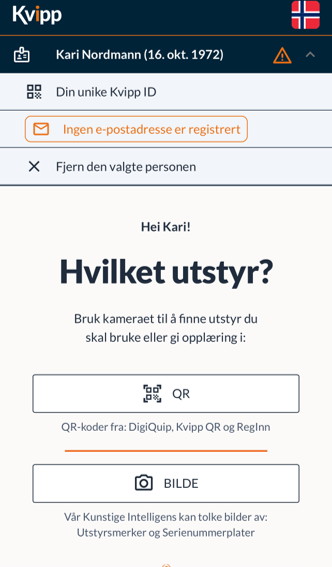 Kvipp
Kari Nordmann (16. okt. 1972)
Din unike Kvipp ID
Ingen e-postadresse er registrert
Fjern den valgte personen
Hei Kari!
Hvilket utstyr?
Bruk kameraet til å finne utstyr du
skal bruke eller gi opplæring i:
QR
QR-koder fra: DigiQuip, Kvipp QR og RegInn
BILDE
Vår Kunstige Intelligens kan tolke bilder av:
Utstyrsmerker og Serienummerplater